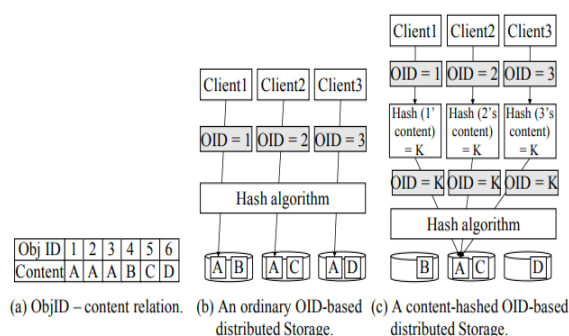 Obj ID 1 2 3 4 5 6
Content A A A B C D
(a) ObjID – content relation.
Client1 Client2 Client3
OID = 1 OID = 2 OID = 3
Hash algorithm
A B A C A D
(b) An ordinary OID-based
distributed Storage.
Client1 Client2 Client3
OID = 1 OID = 2 OID = 3
Hash (1'
content)
= K
Hash (2's
content)
= K
Hash (3's
content)
= K
OID = K OID = K OID = K
Hash algorithm
B A C D
(c) A content-hashed OID-based
distributed Storage.